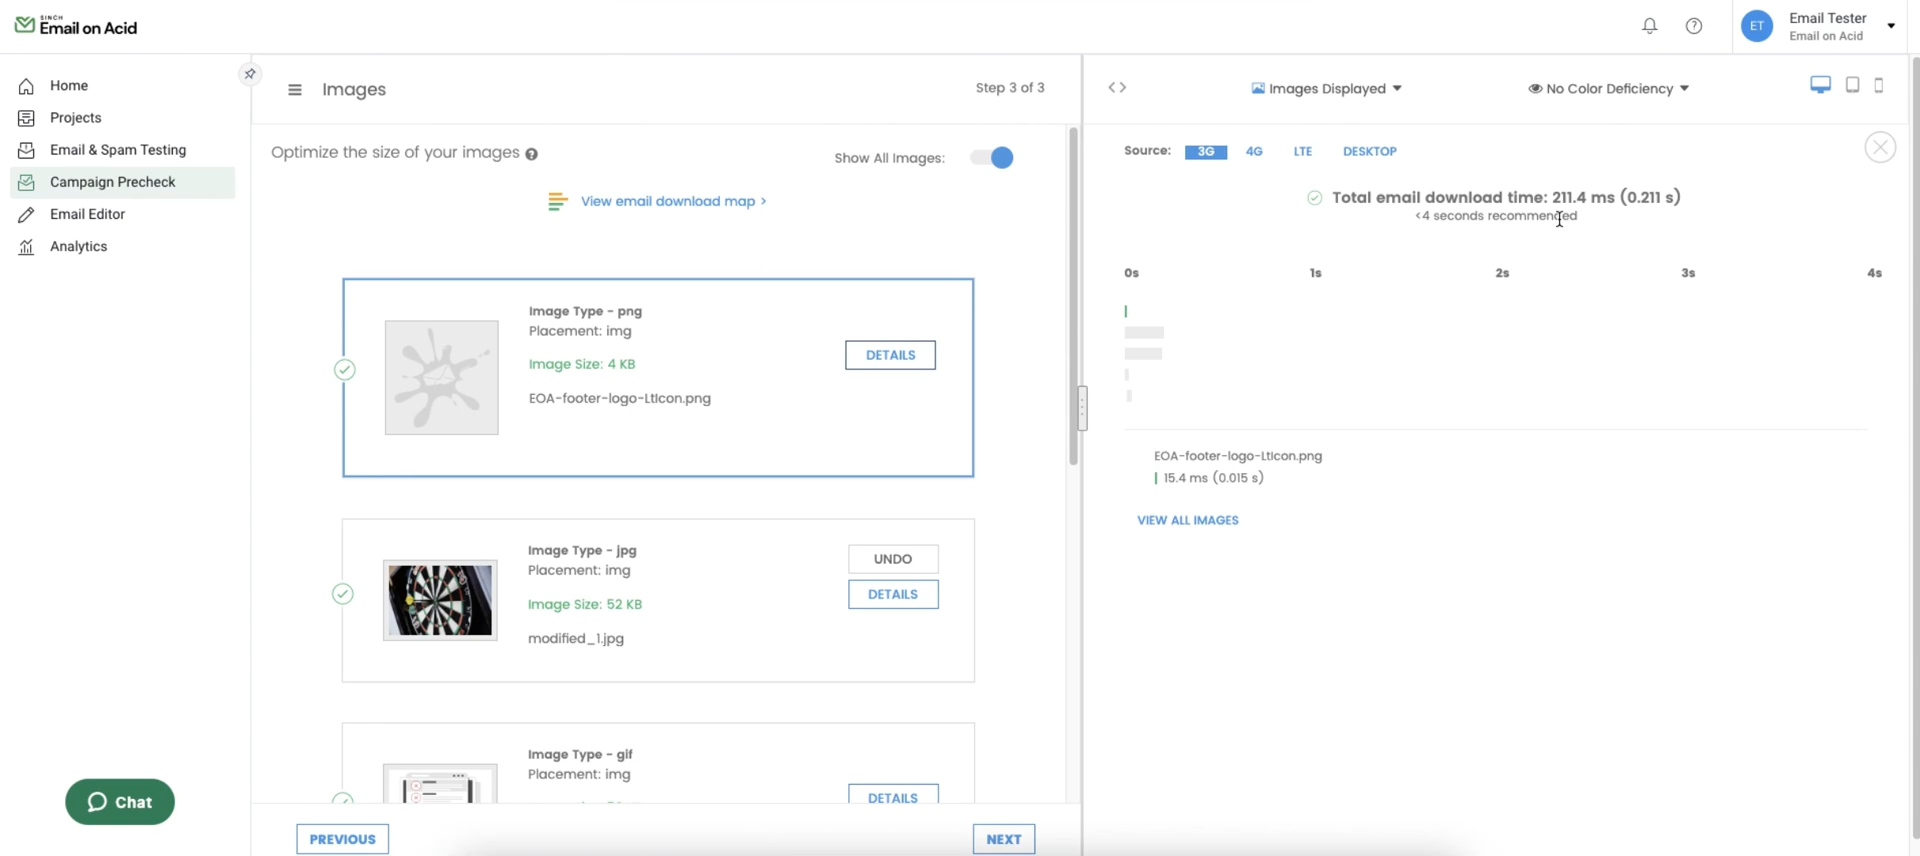 SINCH
Email on Acid
ET
Email Tester
Email on Acid
Home
Projects
Email & Spam Testing
Campaign Precheck
Email Editor
Analytics
Chat
Images
Step 3 of 3
Optimize the size of your images ?
Show All Images:
View email download map >
Image Type - png
Placement: img
Image Size: 4 KB
EOA-footer-logo-LtIcon.png
DETAILS
Image Type - jpg
Placement: img
Image Size: 52 KB
modified_1.jpg
UNDO
DETAILS
Image Type - gif
Placement: img
DETAILS
PREVIOUS
NEXT
Images Displayed
No Color Deficiency
Source: 3G 4G LTE DESKTOP
Total email download time: 211.4 ms (0.211 s)
<4 seconds recommended
0s 1s 2s 3s 4s
EOA-footer-logo-LtIcon.png
15.4 ms (0.015 s)
VIEW ALL IMAGES